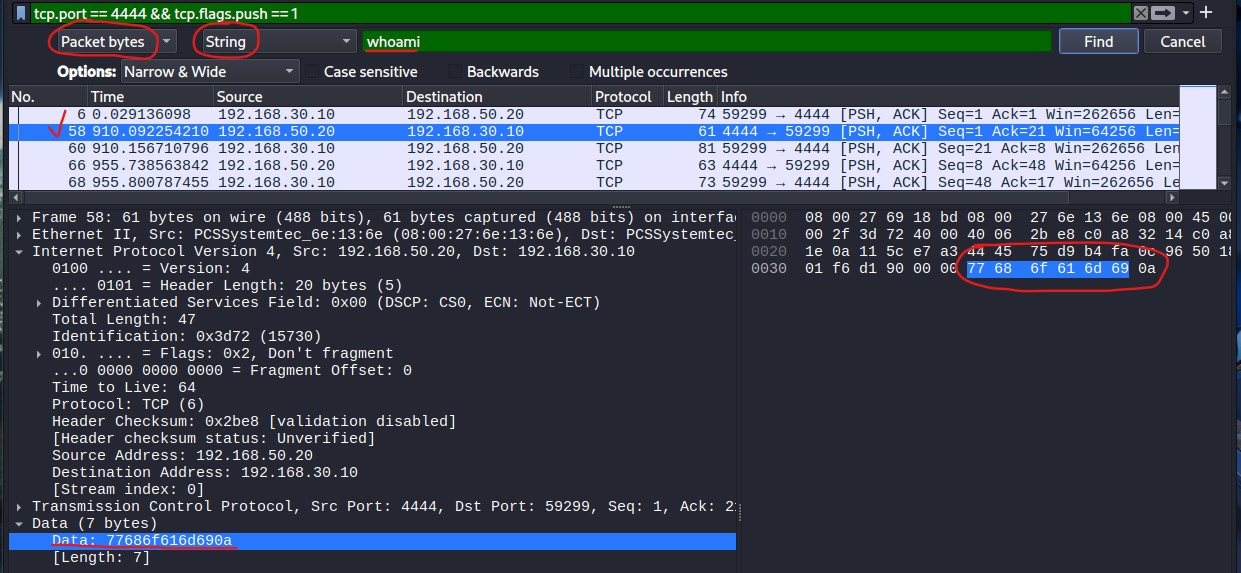 tcp.port == 4444 && tcp.flags.push == 1
Packet bytes String whoami Find Cancel
Options: Narrow & Wide Case sensitive Backwards Multiple occurrences
No. Time Source Destination Protocol Length Info
6 0.029136098 192.168.30.10 192.168.50.20 TCP 74 59299 → 4444 [PSH, ACK] Seq=1 Ack=1 Win=262656 Len=
58 910.092254210 192.168.50.20 192.168.30.10 TCP 61 4444 → 59299 [PSH, ACK] Seq=1 Ack=21 Win=64256 Len=
60 910.156710796 192.168.30.10 192.168.50.20 TCP 81 59299 → 4444 [PSH, ACK] Seq=21 Ack=8 Win=262656 Len
66 955.738563842 192.168.50.20 192.168.30.10 TCP 63 4444 → 59299 [PSH, ACK] Seq=8 Ack=48 Win=64256 Len=
68 955.800787455 192.168.30.10 192.168.50.20 TCP 73 59299 → 4444 [PSH, ACK] Seq=48 Ack=17 Win=262656 Le
Frame 58: 61 bytes on wire (488 bits), 61 bytes captured (488 bits) on interfa
Ethernet II, Src: PCSSystemtec_6e:13:6e (08:00:27:6e:13:6e), Dst: PCSSystemtec_
Internet Protocol Version 4, Src: 192.168.50.20, Dst: 192.168.30.10
0100 .... = Version: 4
.... 0101 = Header Length: 20 bytes (5)
Differentiated Services Field: 0x00 (DSCP: CS0, ECN: Not-ECT)
Total Length: 47
Identification: 0x3d72 (15730)
010. .... = Flags: 0x2, Don't fragment
...0 0000 0000 0000 = Fragment Offset: 0
Time to Live: 64
Protocol: TCP (6)
Header Checksum: 0x2be8 [validation disabled]
[Header checksum status: Unverified]
Source Address: 192.168.50.20
Destination Address: 192.168.30.10
[Stream index: 0]
Transmission Control Protocol, Src Port: 4444, Dst Port: 59299, Seq: 1, Ack: 2
Data (7 bytes)
Data: 77686f616d690a
[Length: 7]
0000 08 00 27 69 18 bd 08 00 27 6e 13 6e 08 00 45 00
0010 00 2f 3d 72 40 00 40 06 2b e8 c0 a8 32 14 c0 a8
0020 1e 0a 11 5c e7 a3 44 45 75 d9 b4 fa 96 50 18
0030 01 f6 d1 90 00 00 77 68 6f 61 6d 69 0a